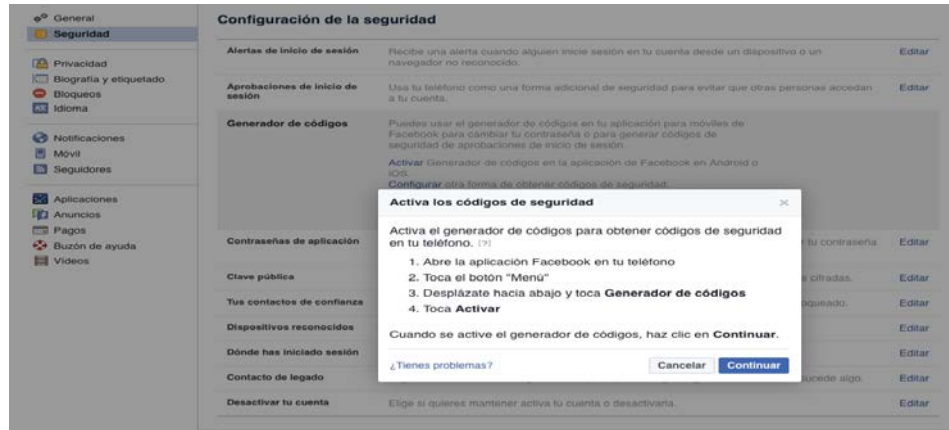 General
Seguridad
Privacidad
Biografía y etiquetado
Bloqueos
Idioma
Notificaciones
Móvil
Seguidores
Aplicaciones
Anuncios
Pagos
Buzón de ayuda
Vídeos
Configuración de la seguridad
Alertas de inicio de sesión
Recibe una alerta cuando alguien inicie sesión en tu cuenta desde un dispositivo o un
navegador no reconocido.
Editar
Aprobaciones de inicio de
sesión
Usa tu teléfono como una forma adicional de seguridad para evitar que otras personas accedan
a tu cuenta.
Editar
Generador de códigos
Puedes usar el generador de códigos en tu aplicación para móviles de
Facebook para cambiar tu contraseña o para generar códigos de
seguridad de aprobaciones de inicio de sesión.
Activar Generador de códigos en la aplicación de Facebook en Android o
iOS.
Configurar otra forma de obtener códigos de seguridad.
Activa los códigos de seguridad
Activa el generador de códigos para obtener códigos de seguridad
en tu teléfono. [?]
1. Abre la aplicación Facebook en tu teléfono
2. Toca el botón "Menú"
3. Desplázate hacia abajo y toca Generador de códigos
4. Toca Activar
Cuando se active el generador de códigos, haz clic en Continuar.
¿Tienes problemas?
Cancelar
Continuar
Contraseñas de aplicación
tu contraseña
Editar
Clave pública
cifradas.
Editar
Tus contactos de confianza
Editar
Dispositivos reconocidos
Editar
Dónde has iniciado sesión
Editar
Contacto de legado
sucede algo
Editar
Desactivar tu cuenta
Elige si quieres mantener activa tu cuenta o desactivarla.
Editar